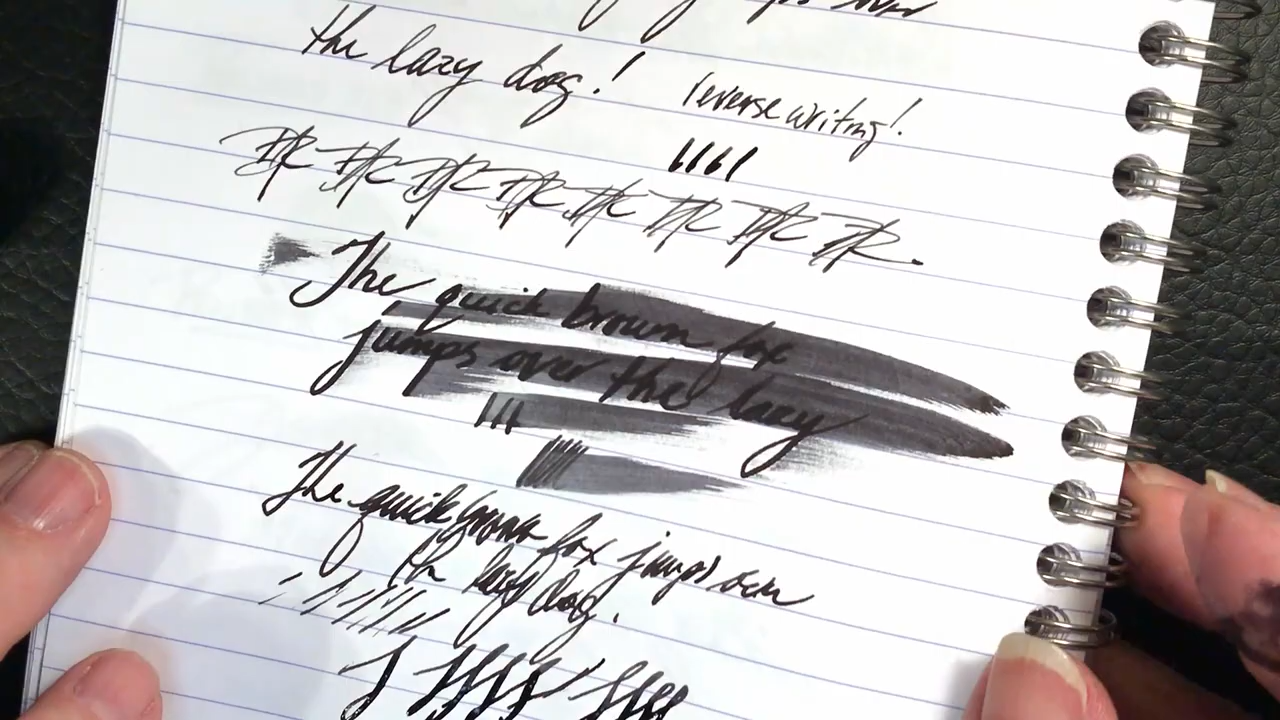 over
the lazy dog!
reverse writing!
The quick brown fox
jumps over the lazy
The quick brown fox jumps over
the lazy dog.